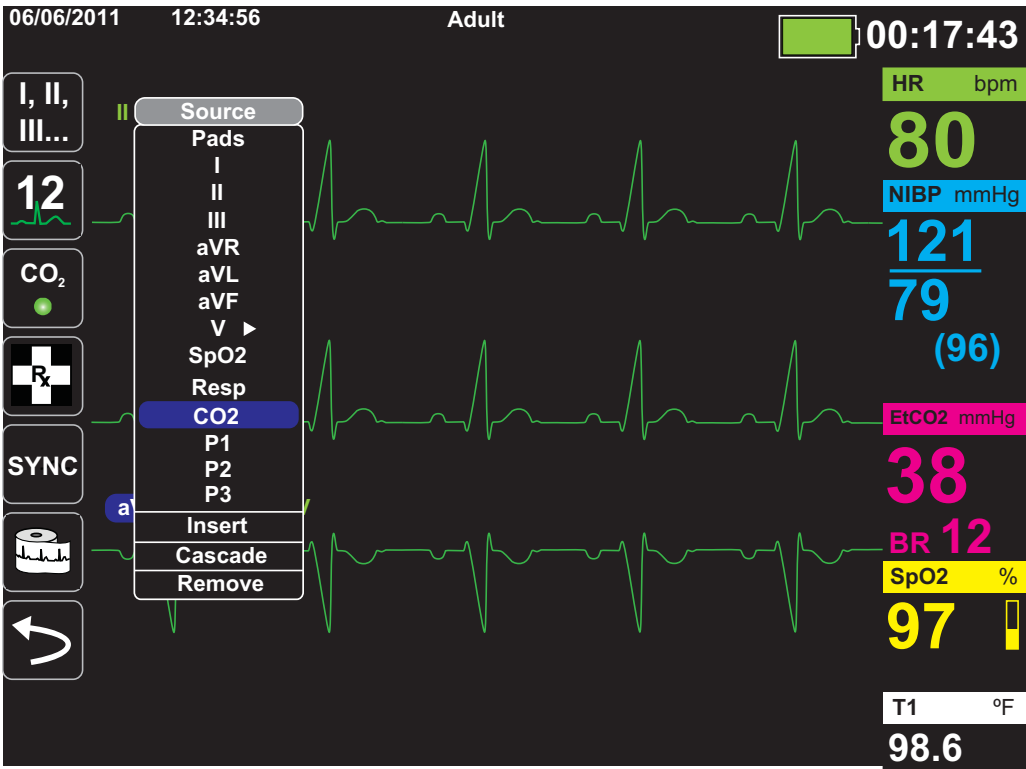 06/06/2011 12:34:56 Adult 00:17:43
I, II,
III...
12
CO₂
Rx
SYNC
II
Source
Pads
I
II
III
aVR
aVL
aVF
V
SpO2
Resp
CO2
P1
P2
P3
Insert
Cascade
Remove
HR bpm
80
NIBP mmHg
121
79
(96)
EtCO2 mmHg
38
BR 12
SpO2 %
97
T1 ºF
98.6